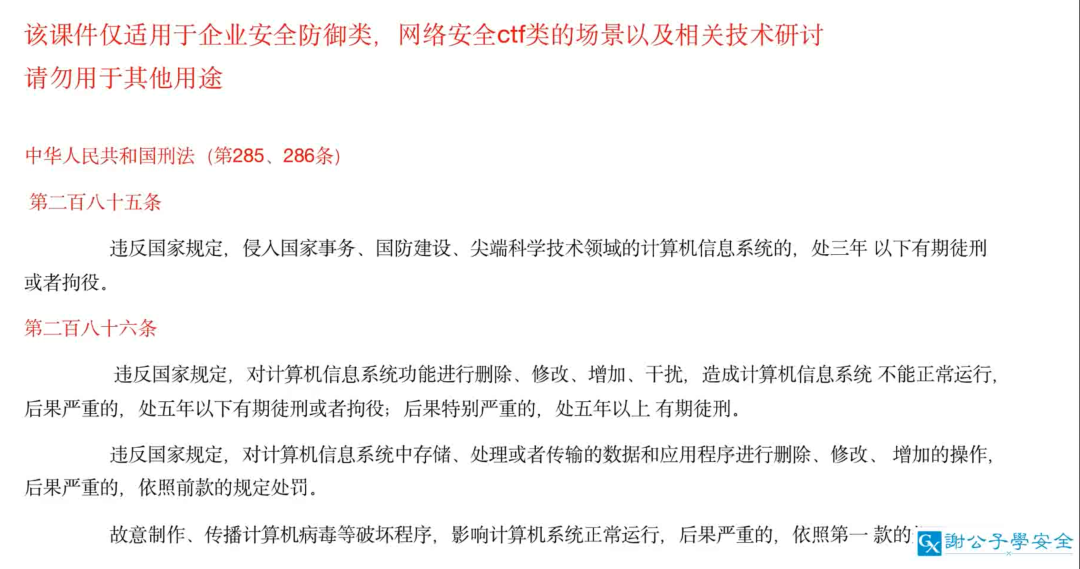 该课件仅适用于企业安全防御类，网络安全ctf类的场景以及相关技术研讨
请勿用于其他用途
中华人民共和国刑法（第285、286条）
第二百八十五条
违反国家规定，侵入国家事务、国防建设、尖端科学技术领域的计算机信息系统的，处三年 以下有期徒刑
或者拘役。
第二百八十六条
违反国家规定，对计算机信息系统功能进行删除、修改、增加、干扰，造成计算机信息系统 不能正常运行，
后果严重的，处五年以下有期徒刑或者拘役；后果特别严重的，处五年以上 有期徒刑。
违反国家规定，对计算机信息系统中存储、处理或者传输的数据和应用程序进行删除、修改、 增加的操作，
后果严重的，依照前款的规定处罚。
故意制作、传播计算机病毒等破坏程序，影响计算机系统正常运行，后果严重的，依照第一 款的
GX 謝公子學安全